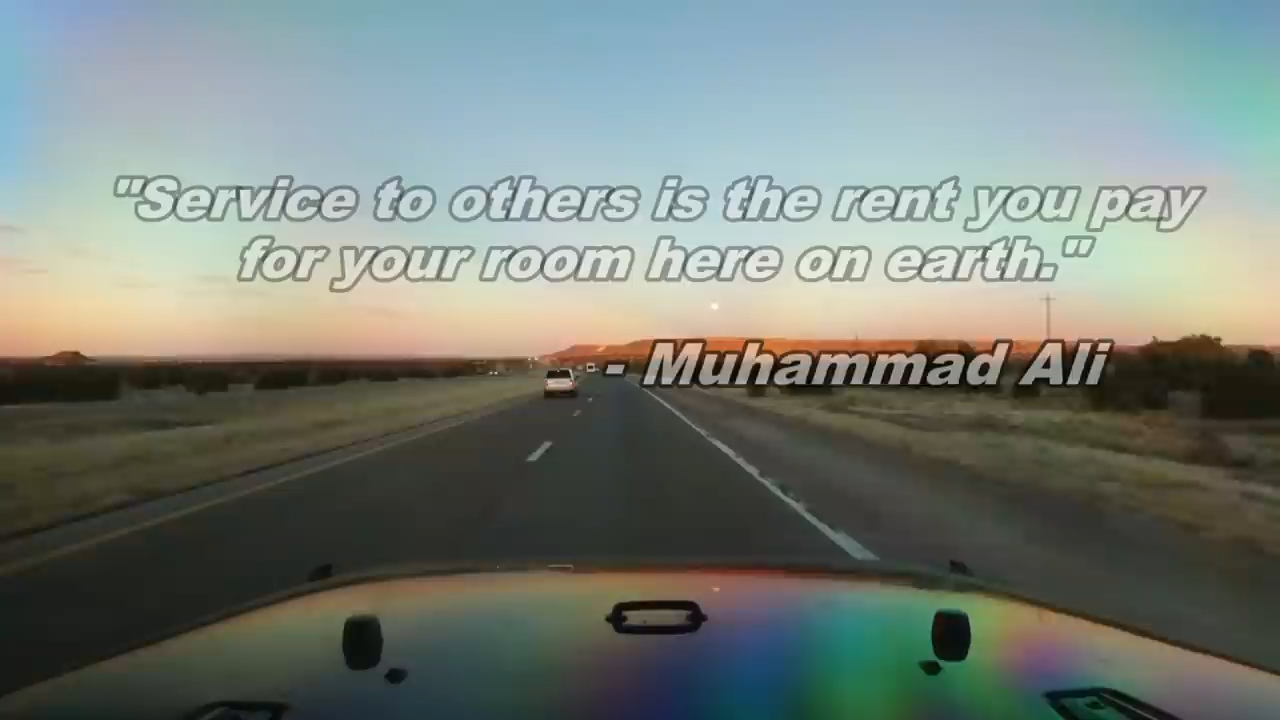 "Service to others is the rent you pay
for your room here on earth."
- Muhammad Ali